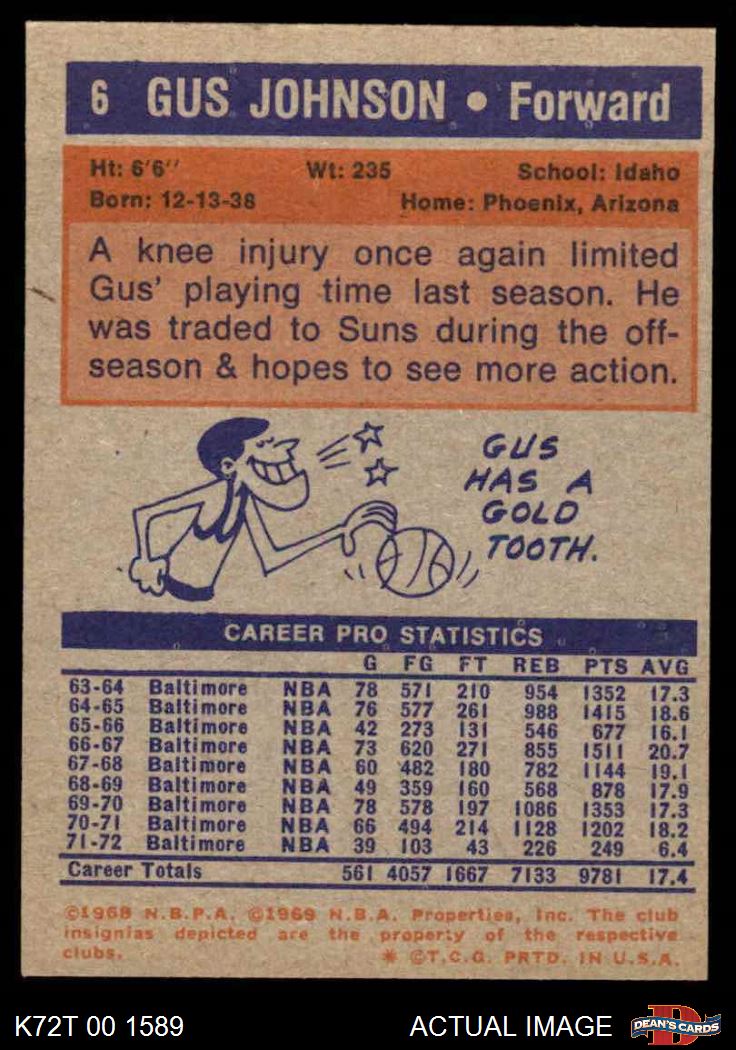 6 GUS JOHNSON • Forward
Ht: 6'6'' Wt: 235 School: Idaho
Born: 12-13-38 Home: Phoenix, Arizona
A knee injury once again limited
Gus' playing time last season. He
was traded to Suns during the off-
season & hopes to see more action.
GUS
HAS A
GOLD
TOOTH.
CAREER PRO STATISTICS
G FG FT REB PTS AVG
63-64 Baltimore NBA 78 571 210 954 1352 17.3
64-65 Baltimore NBA 76 577 261 988 1415 18.6
65-66 Baltimore NBA 42 273 131 546 677 16.1
66-67 Baltimore NBA 73 620 271 855 1511 20.7
67-68 Baltimore NBA 60 482 180 782 1144 19.1
68-69 Baltimore NBA 49 359 160 568 878 17.9
69-70 Baltimore NBA 78 578 197 1086 1353 17.3
70-71 Baltimore NBA 66 494 214 1128 1202 18.2
71-72 Baltimore NBA 39 103 43 226 249 6.4
Career Totals 561 4057 1667 7133 9781 17.4
©1968 N.B.P.A. ©1969 N.B.A. Properties, Inc. The club
insignias depicted are the property of the respective
clubs. * ©T.C.G. PRTD. IN U.S.A.
K72T 00 1589 ACTUAL IMAGE D DEAN'S CARDS